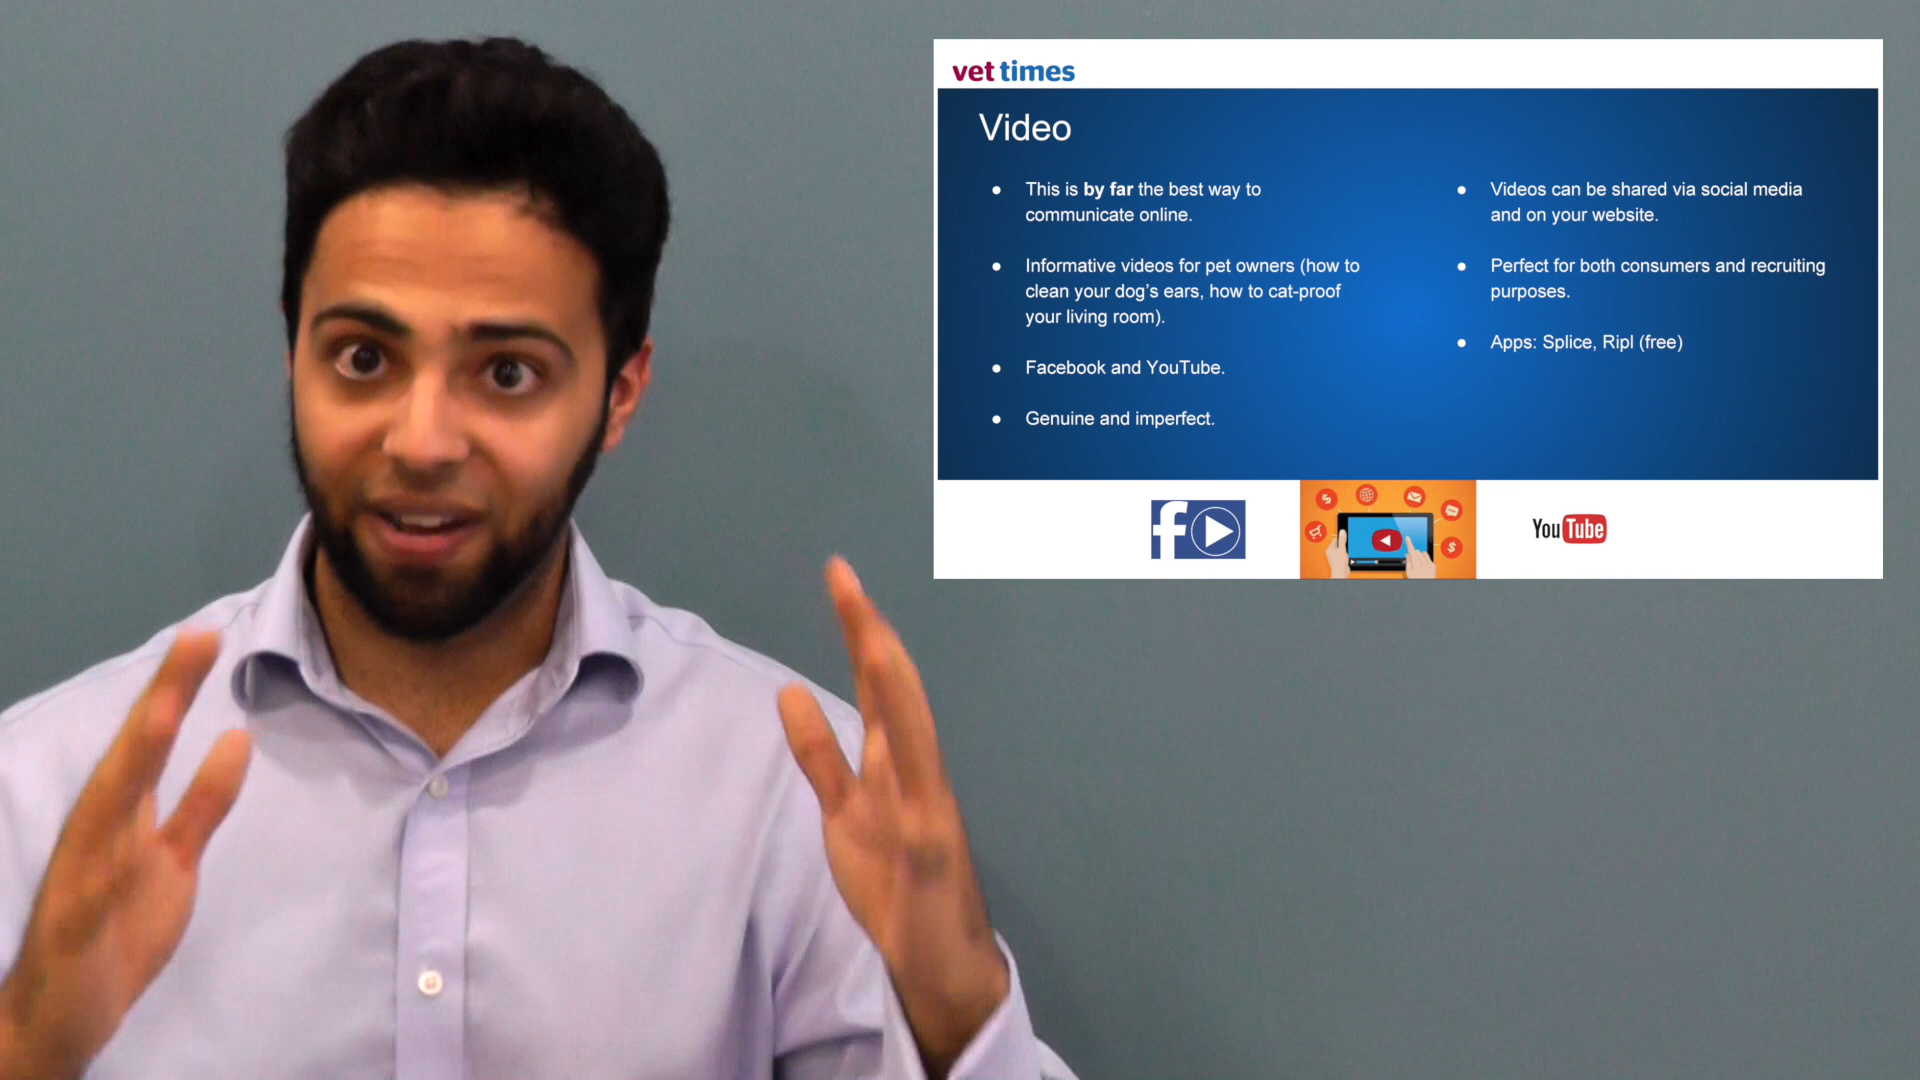 vet times
Video
● This is by far the best way to
communicate online.
● Informative videos for pet owners (how to
clean your dog's ears, how to cat-proof
your living room).
● Facebook and YouTube.
● Genuine and imperfect.
● Videos can be shared via social media
and on your website.
● Perfect for both consumers and recruiting
purposes.
● Apps: Splice, Ripl (free)
f
$
$
YouTube